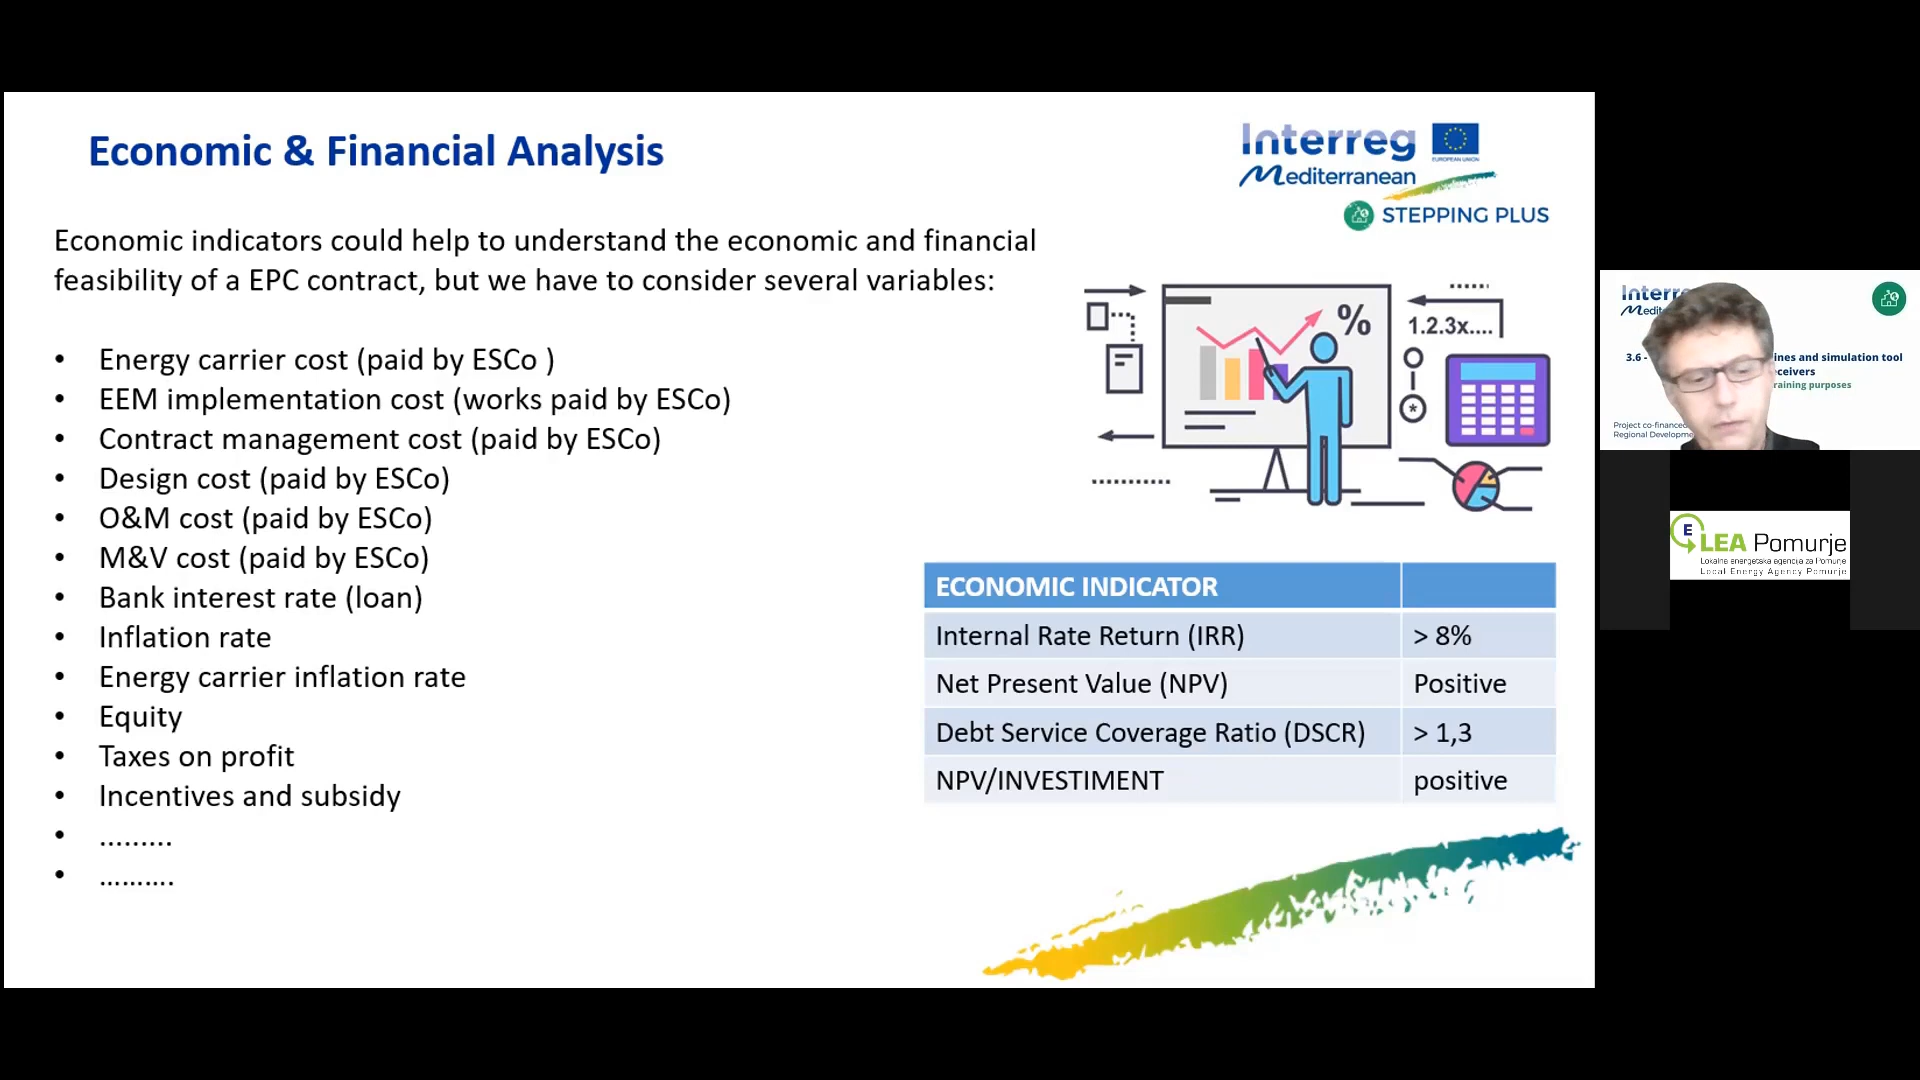 Economic & Financial Analysis
Interreg
EUROPEAN UNION
Mediterranean
STEPPING PLUS
Economic indicators could help to understand the economic and financial
feasibility of a EPC contract, but we have to consider several variables:
• Energy carrier cost (paid by ESCo )
• EEM implementation cost (works paid by ESCo)
• Contract management cost (paid by ESCo)
• Design cost (paid by ESCo)
• O&M cost (paid by ESCo)
• M&V cost (paid by ESCo)
• Bank interest rate (loan)
• Inflation rate
• Energy carrier inflation rate
• Equity
• Taxes on profit
• Incentives and subsidy
• .........
• ..........
%
1.2.3x....
ECONOMIC INDICATOR
Internal Rate Return (IRR) > 8%
Net Present Value (NPV) Positive
Debt Service Coverage Ratio (DSCR) > 1,3
NPV/INVESTIMENT positive
3.6 -
and simulation tool
Project co-financed
E
LEA Pomurje
Lokalna energetska agencija za Pomurje
Local Energy Agency Pomurje